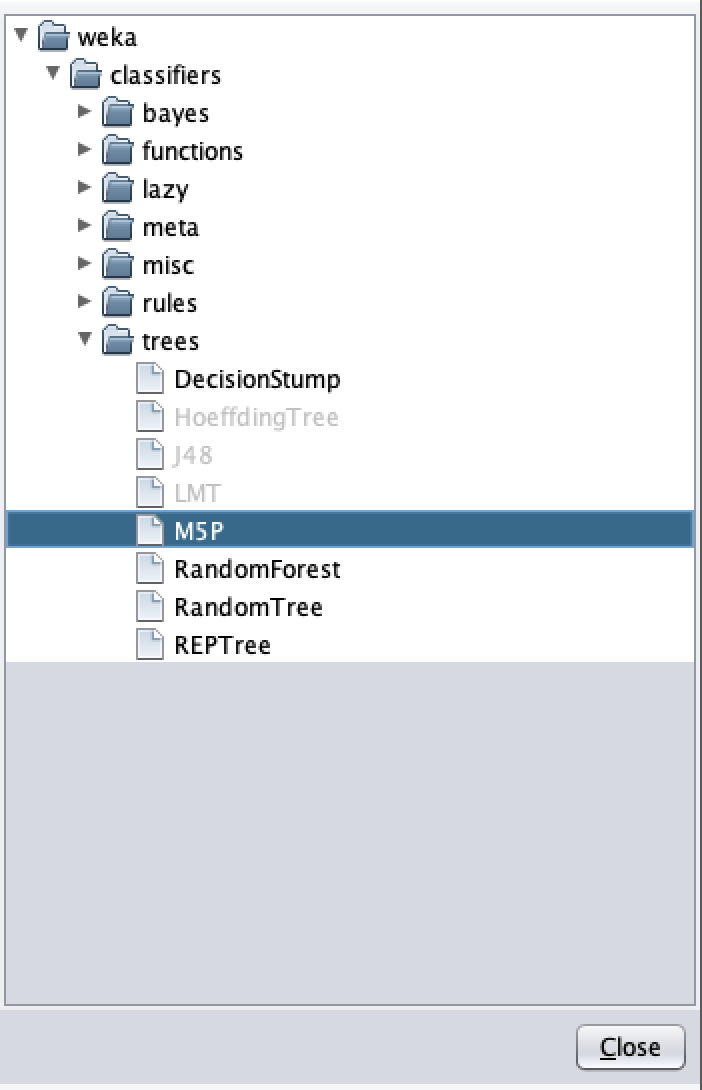 weka
classifiers
bayes
functions
lazy
meta
misc
rules
trees
DecisionStump
HoeffdingTree
J48
LMT
M5P
RandomForest
RandomTree
REPTree
Close